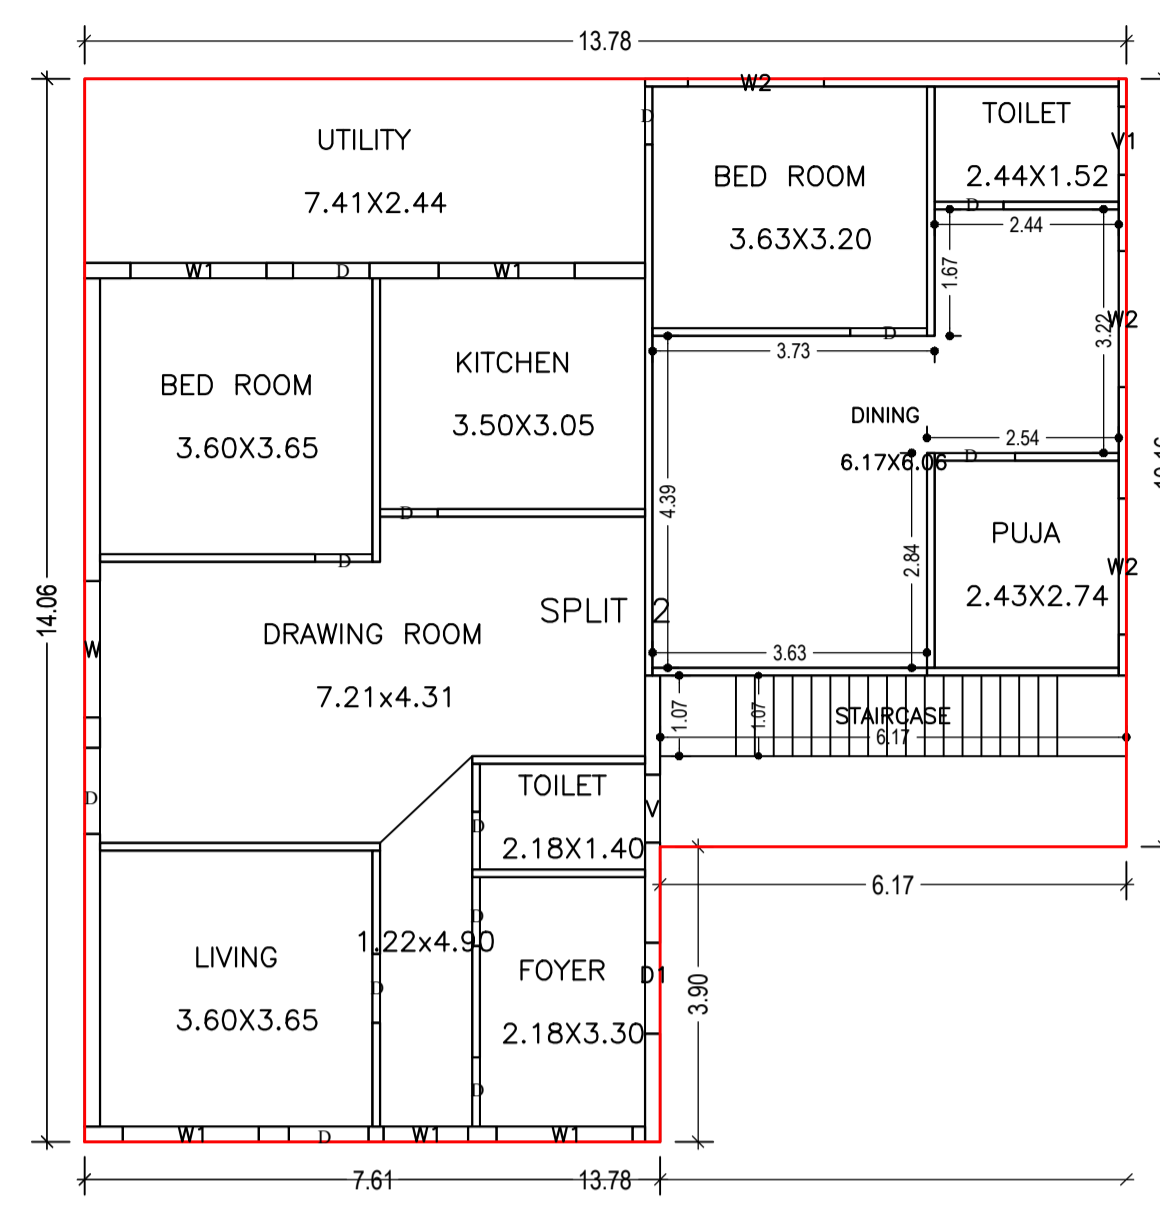 13.78
W2
UTILITY
7.41X2.44
D
BED ROOM
3.63X3.20
TOILET
2.44X1.52
V1
D
2.44
1.67
3.22
W2
W1
D
W1
D
3.73
BED ROOM
3.60X3.65
KITCHEN
3.50X3.05
DINING
6.17X6.06
2.54
D
4.39
2.84
D
D
PUJA
2.43X2.74
W2
14.06
W
DRAWING ROOM
7.21x4.31
SPLIT 2
3.63
1.07
1.07
STAIRCASE
6.17
D
TOILET
2.18X1.40
D
V
6.17
LIVING
3.60X3.65
1.22x4.90
D
D
FOYER
2.18X3.30
D1
3.90
D
W1
D
W1
W1
7.61
13.78